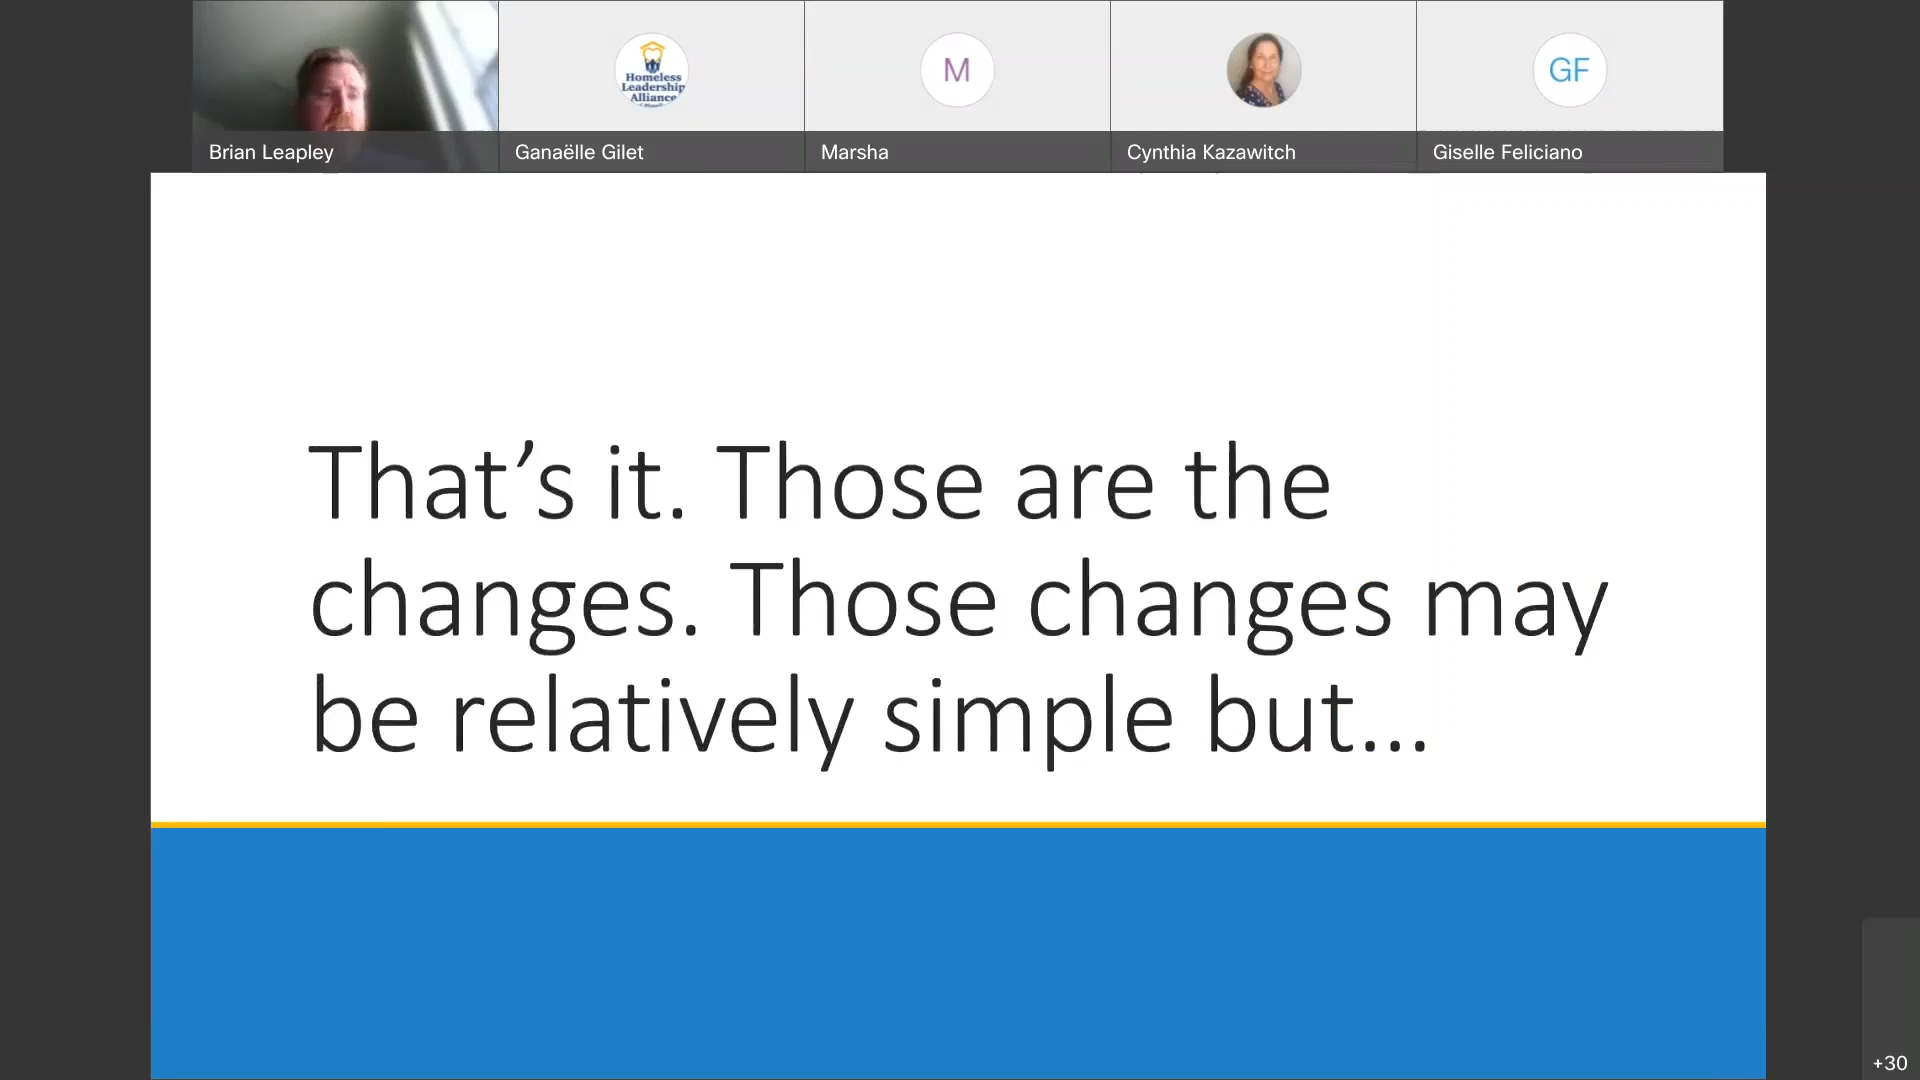 Homeless
Leadership
Alliance
M
GF
Brian Leapley
Ganaëlle Gilet
Marsha
Cynthia Kazawitch
Giselle Feliciano
That’s it. Those are the
changes. Those changes may
be relatively simple but…
+30